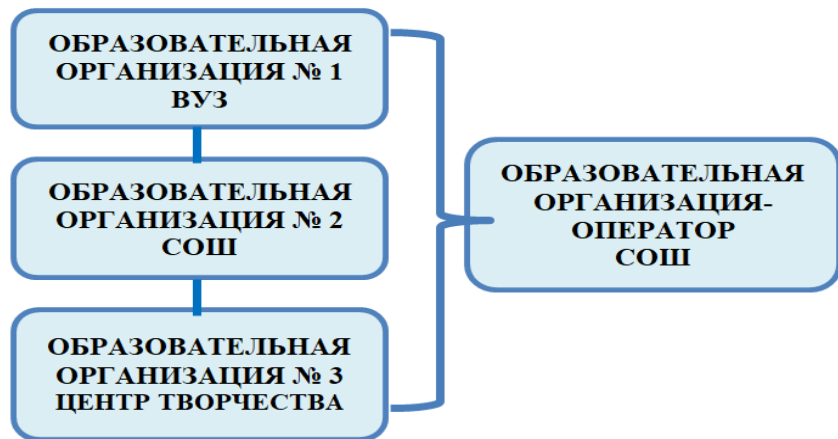 ОБРАЗОВАТЕЛЬНАЯ
ОРГАНИЗАЦИЯ № 1
ВУЗ
ОБРАЗОВАТЕЛЬНАЯ
ОРГАНИЗАЦИЯ № 2
СОШ
ОБРАЗОВАТЕЛЬНАЯ
ОРГАНИЗАЦИЯ № 3
ЦЕНТР ТВОРЧЕСТВА
ОБРАЗОВАТЕЛЬНАЯ
ОРГАНИЗАЦИЯ-
ОПЕРАТОР
СОШ